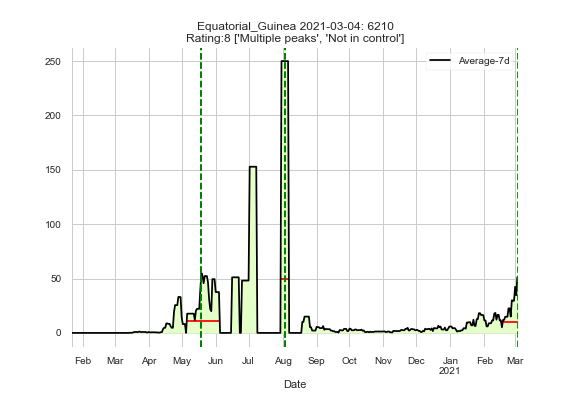 Equatorial_Guinea 2021-03-04: 6210
Rating:8 ['Multiple peaks', 'Not in control']
Average-7d
250
200
150
100
50
0
Feb Mar Apr May Jun Jul Aug Sep Oct Nov Dec Jan Feb Mar
2021
Date